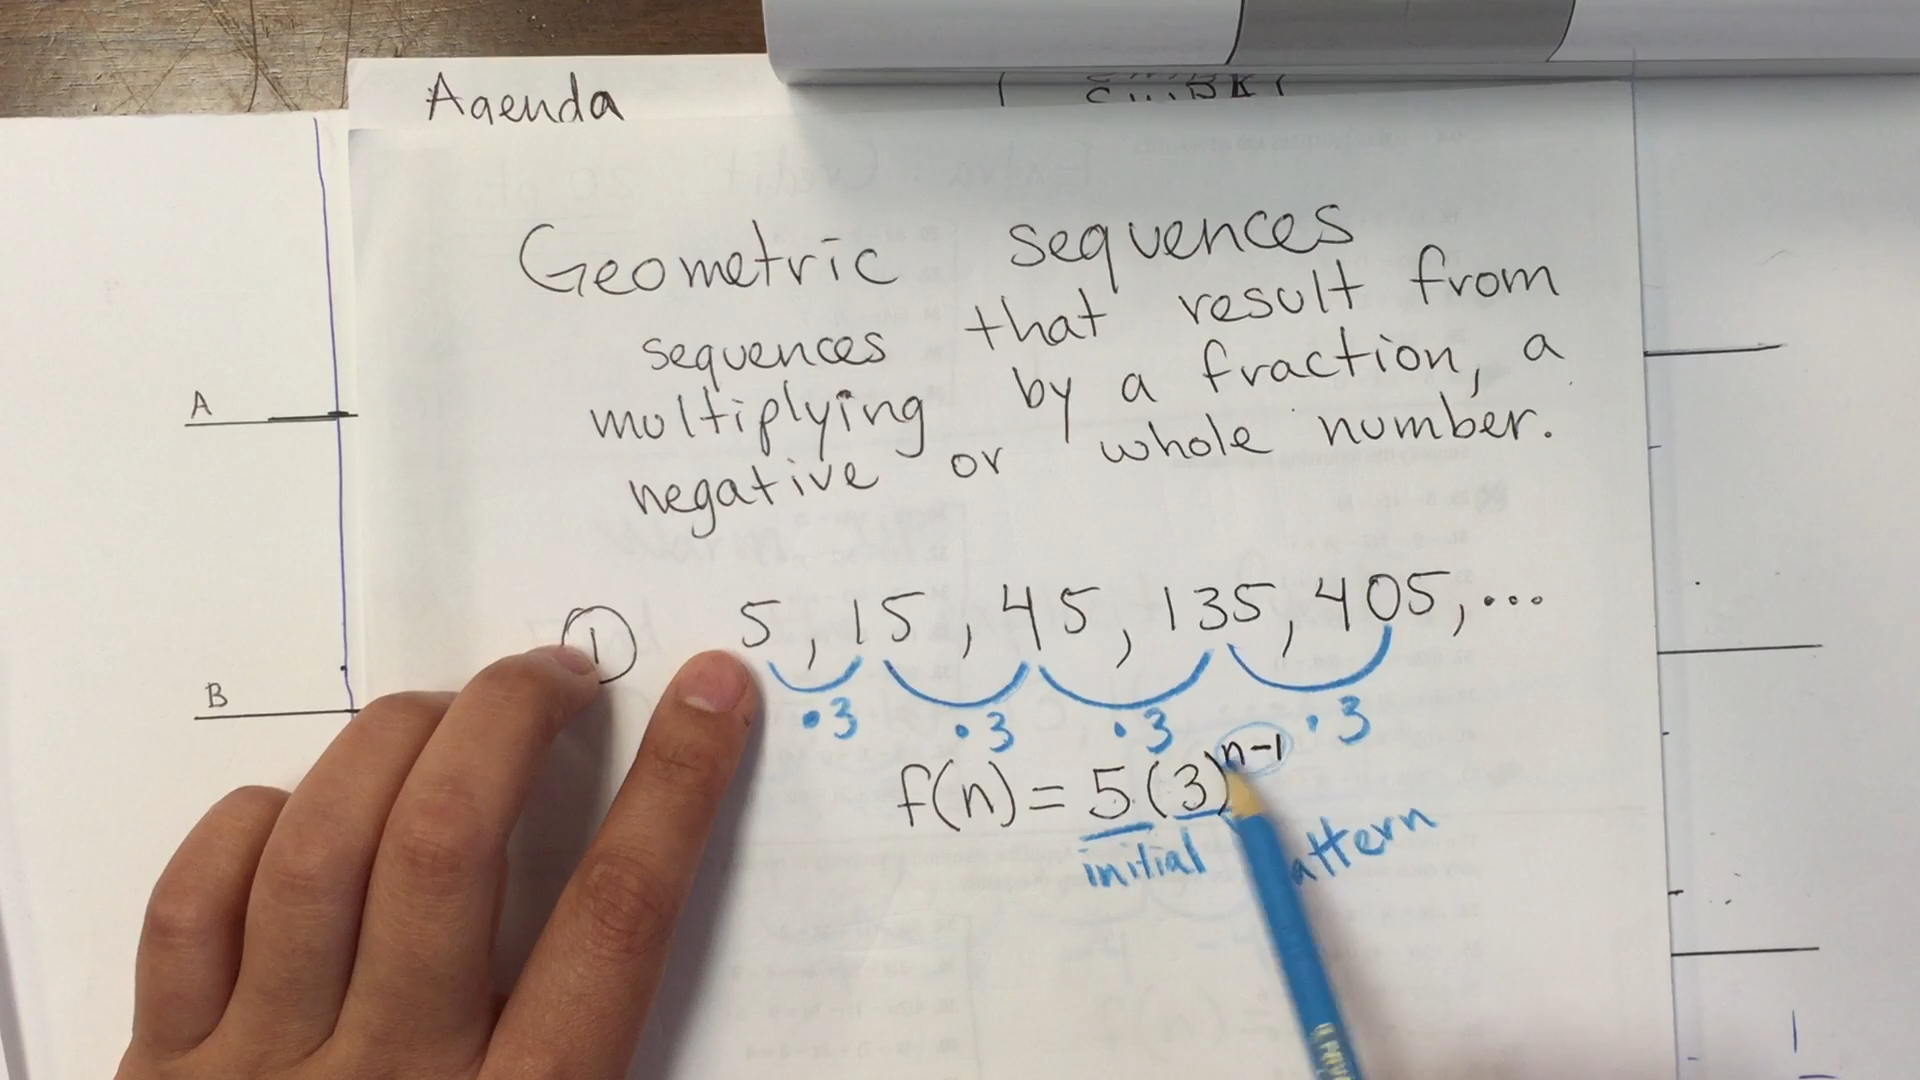 Agenda
Geometric sequences
sequences that result from
multiplying by a fraction, a
negative or whole number.
A
B
1 5, 15, 45, 135, 405, ...
•3 •3 •3 •3
f(n) = 5(3)^n-1
initial attern